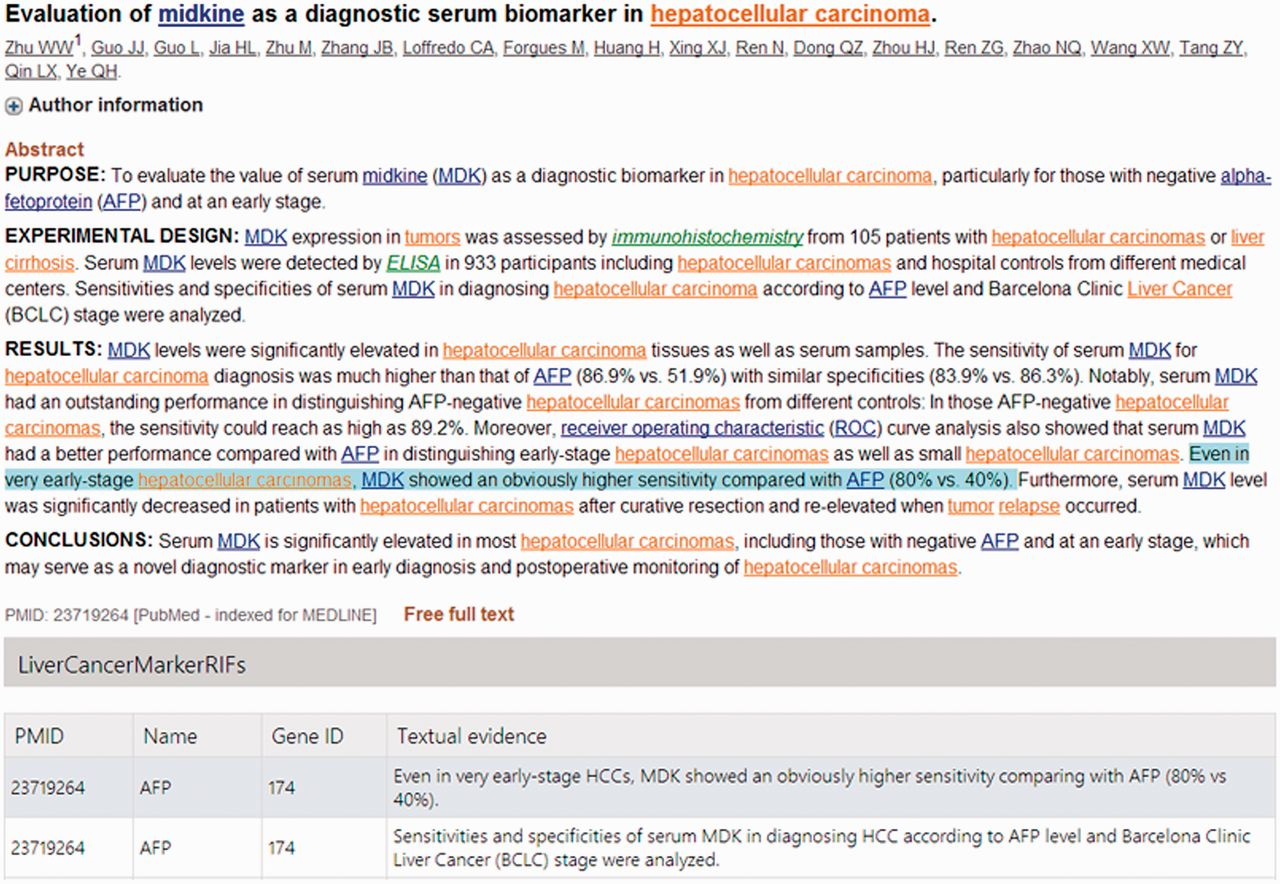 Evaluation of midkine as a diagnostic serum biomarker in hepatocellular carcinoma.
Zhu WW1, Guo JJ, Guo L, Jia HL, Zhu M, Zhang JB, Loffredo CA, Forgues M, Huang H, Xing XJ, Ren N, Dong QZ, Zhou HJ, Ren ZG, Zhao NQ, Wang XW, Tang ZY,
Qin LX, Ye QH.
Author information
Abstract
PURPOSE: To evaluate the value of serum midkine (MDK) as a diagnostic biomarker in hepatocellular carcinoma, particularly for those with negative alpha-
fetoprotein (AFP) and at an early stage.
EXPERIMENTAL DESIGN: MDK expression in tumors was assessed by immunohistochemistry from 105 patients with hepatocellular carcinomas or liver
cirrhosis. Serum MDK levels were detected by ELISA in 933 participants including hepatocellular carcinomas and hospital controls from different medical
centers. Sensitivities and specificities of serum MDK in diagnosing hepatocellular carcinoma according to AFP level and Barcelona Clinic Liver Cancer
(BCLC) stage were analyzed.
RESULTS: MDK levels were significantly elevated in hepatocellular carcinoma tissues as well as serum samples. The sensitivity of serum MDK for
hepatocellular carcinoma diagnosis was much higher than that of AFP (86.9% vs. 51.9%) with similar specificities (83.9% vs. 86.3%). Notably, serum MDK
had an outstanding performance in distinguishing AFP-negative hepatocellular carcinomas from different controls: In those AFP-negative hepatocellular
carcinomas, the sensitivity could reach as high as 89.2%. Moreover, receiver operating characteristic (ROC) curve analysis also showed that serum MDK
had a better performance compared with AFP in distinguishing early-stage hepatocellular carcinomas as well as small hepatocellular carcinomas. Even in
very early-stage hepatocellular carcinomas, MDK showed an obviously higher sensitivity compared with AFP (80% vs. 40%). Furthermore, serum MDK level
was significantly decreased in patients with hepatocellular carcinomas after curative resection and re-elevated when tumor relapse occurred.
CONCLUSIONS: Serum MDK is significantly elevated in most hepatocellular carcinomas, including those with negative AFP and at an early stage, which
may serve as a novel diagnostic marker in early diagnosis and postoperative monitoring of hepatocellular carcinomas.
PMID: 23719264 [PubMed - indexed for MEDLINE] Free full text
LiverCancerMarkerRIFs
PMID Name Gene ID Textual evidence
23719264 AFP 174 Even in very early-stage HCCs, MDK showed an obviously higher sensitivity comparing with AFP (80% vs
40%).
23719264 AFP 174 Sensitivities and specificities of serum MDK in diagnosing HCC according to AFP level and Barcelona Clinic
Liver Cancer (BCLC) stage were analyzed.